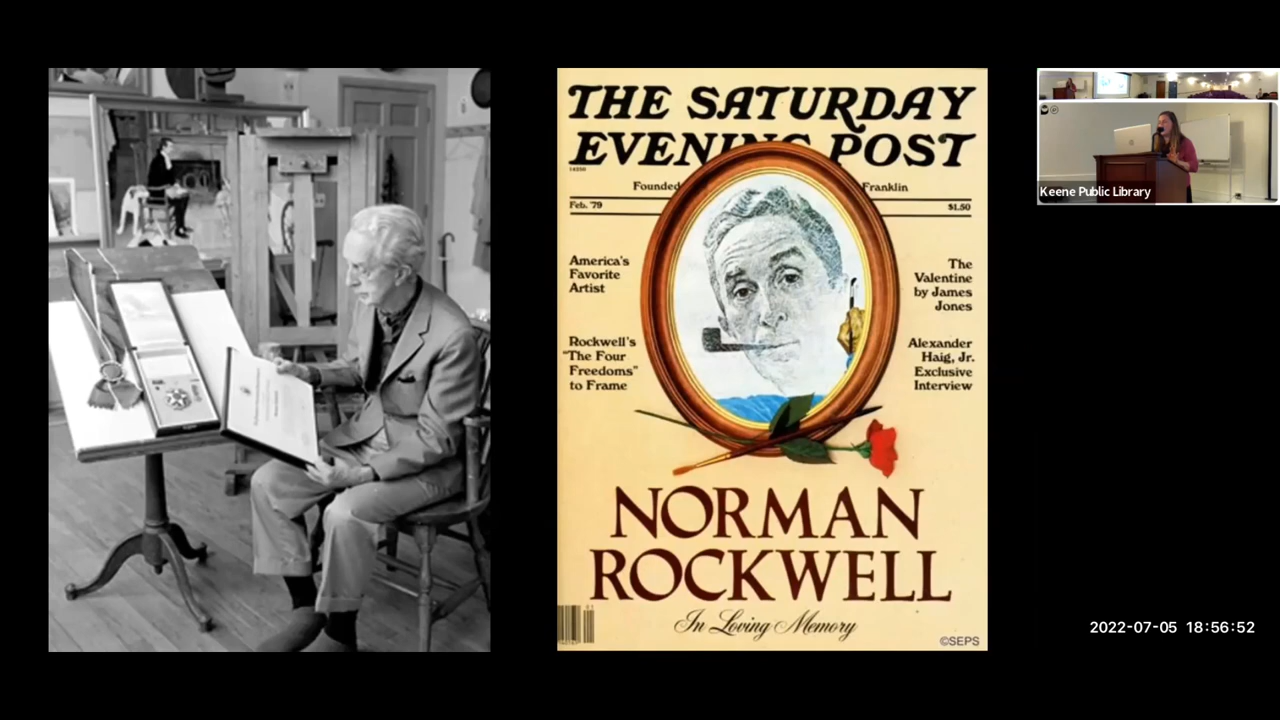 THE SATURDAY
EVENING POST
Founded
Franklin
Feb. '79
$1.50
America's
Favorite
Artist
Rockwell's
"The Four
Freedoms"
to Frame
The
Valentine
by James
Jones
Alexander
Haig, Jr.
Exclusive
Interview
NORMAN
ROCKWELL
In Loving Memory
©SEPS
Keene Public Library
2022-07-05 18:56:52